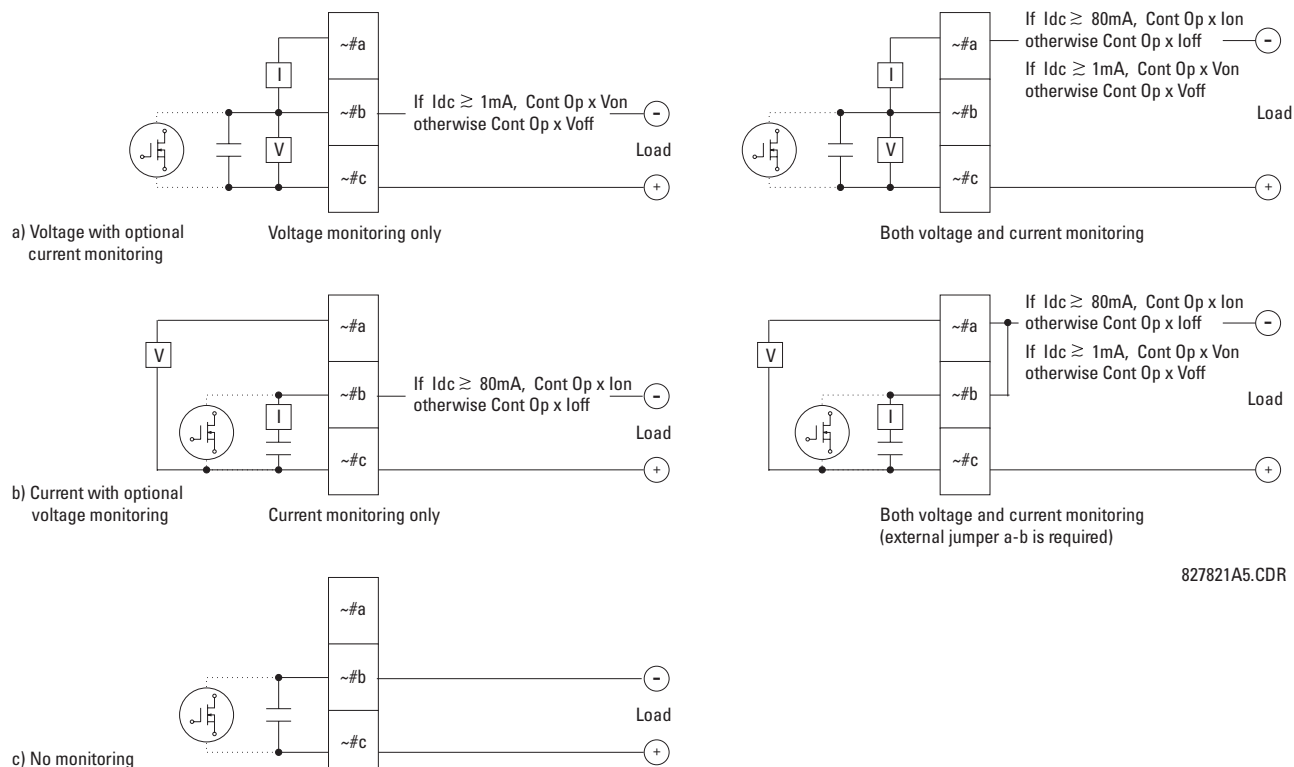 ~#a
I
~#b
V
~#c
If Idc ≳ 1mA, Cont Op x Von
otherwise Cont Op x Voff
-
Load
+
a) Voltage with optional
current monitoring
Voltage monitoring only
~#a
I
~#b
V
~#c
If Idc ≳ 80mA, Cont Op x Ion
otherwise Cont Op x Ioff
-
If Idc ≳ 1mA, Cont Op x Von
otherwise Cont Op x Voff
Load
+
Both voltage and current monitoring
~#a
V
~#b
I
~#c
If Idc ≳ 80mA, Cont Op x Ion
otherwise Cont Op x Ioff
-
Load
+
b) Current with optional
voltage monitoring
Current monitoring only
~#a
V
~#b
I
~#c
If Idc ≳ 80mA, Cont Op x Ion
otherwise Cont Op x Ioff
-
If Idc ≳ 1mA, Cont Op x Von
otherwise Cont Op x Voff
Load
+
Both voltage and current monitoring
(external jumper a-b is required)
827821A5.CDR
~#a
~#b
~#c
-
Load
+
c) No monitoring